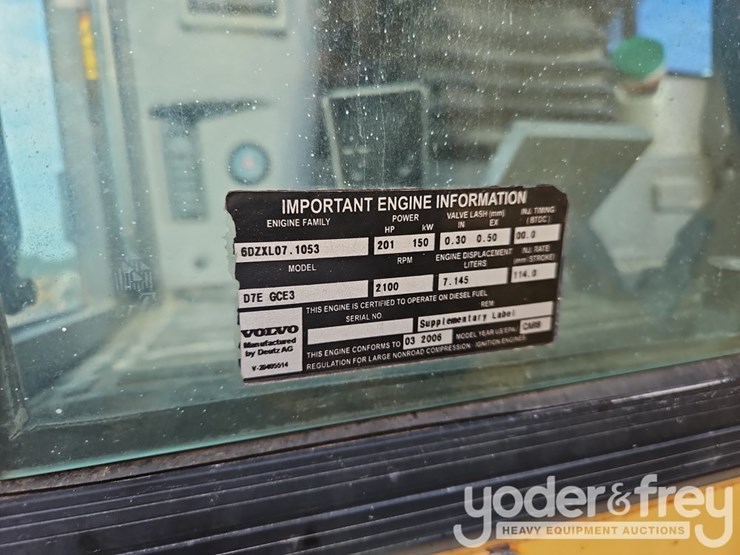 IMPORTANT ENGINE INFORMATION
ENGINE FAMILY POWER VALVE LASH (mm) INJ. TIMING
HP kW IN EX (BTDC)
6DZXL07.1053 201 150 0.30 0.50 00.0
MODEL RPM ENGINE DISPLACEMENT LITERS INJ. RATE (mm³/STROKE)
D7E GCE3 2100 7.145 114.0
THIS ENGINE IS CERTIFIED TO OPERATE ON DIESEL FUEL
SERIAL NO. REM
VOLVO Supplementary Label
Manufactured by Deutz AG
THIS ENGINE CONFORMS TO 03 2006 MODEL YEAR US EPA/
REGULATION FOR LARGE NONROAD COMPRESSION - IGNITION ENGINES
yoder&frey
HEAVY EQUIPMENT AUCTIONS